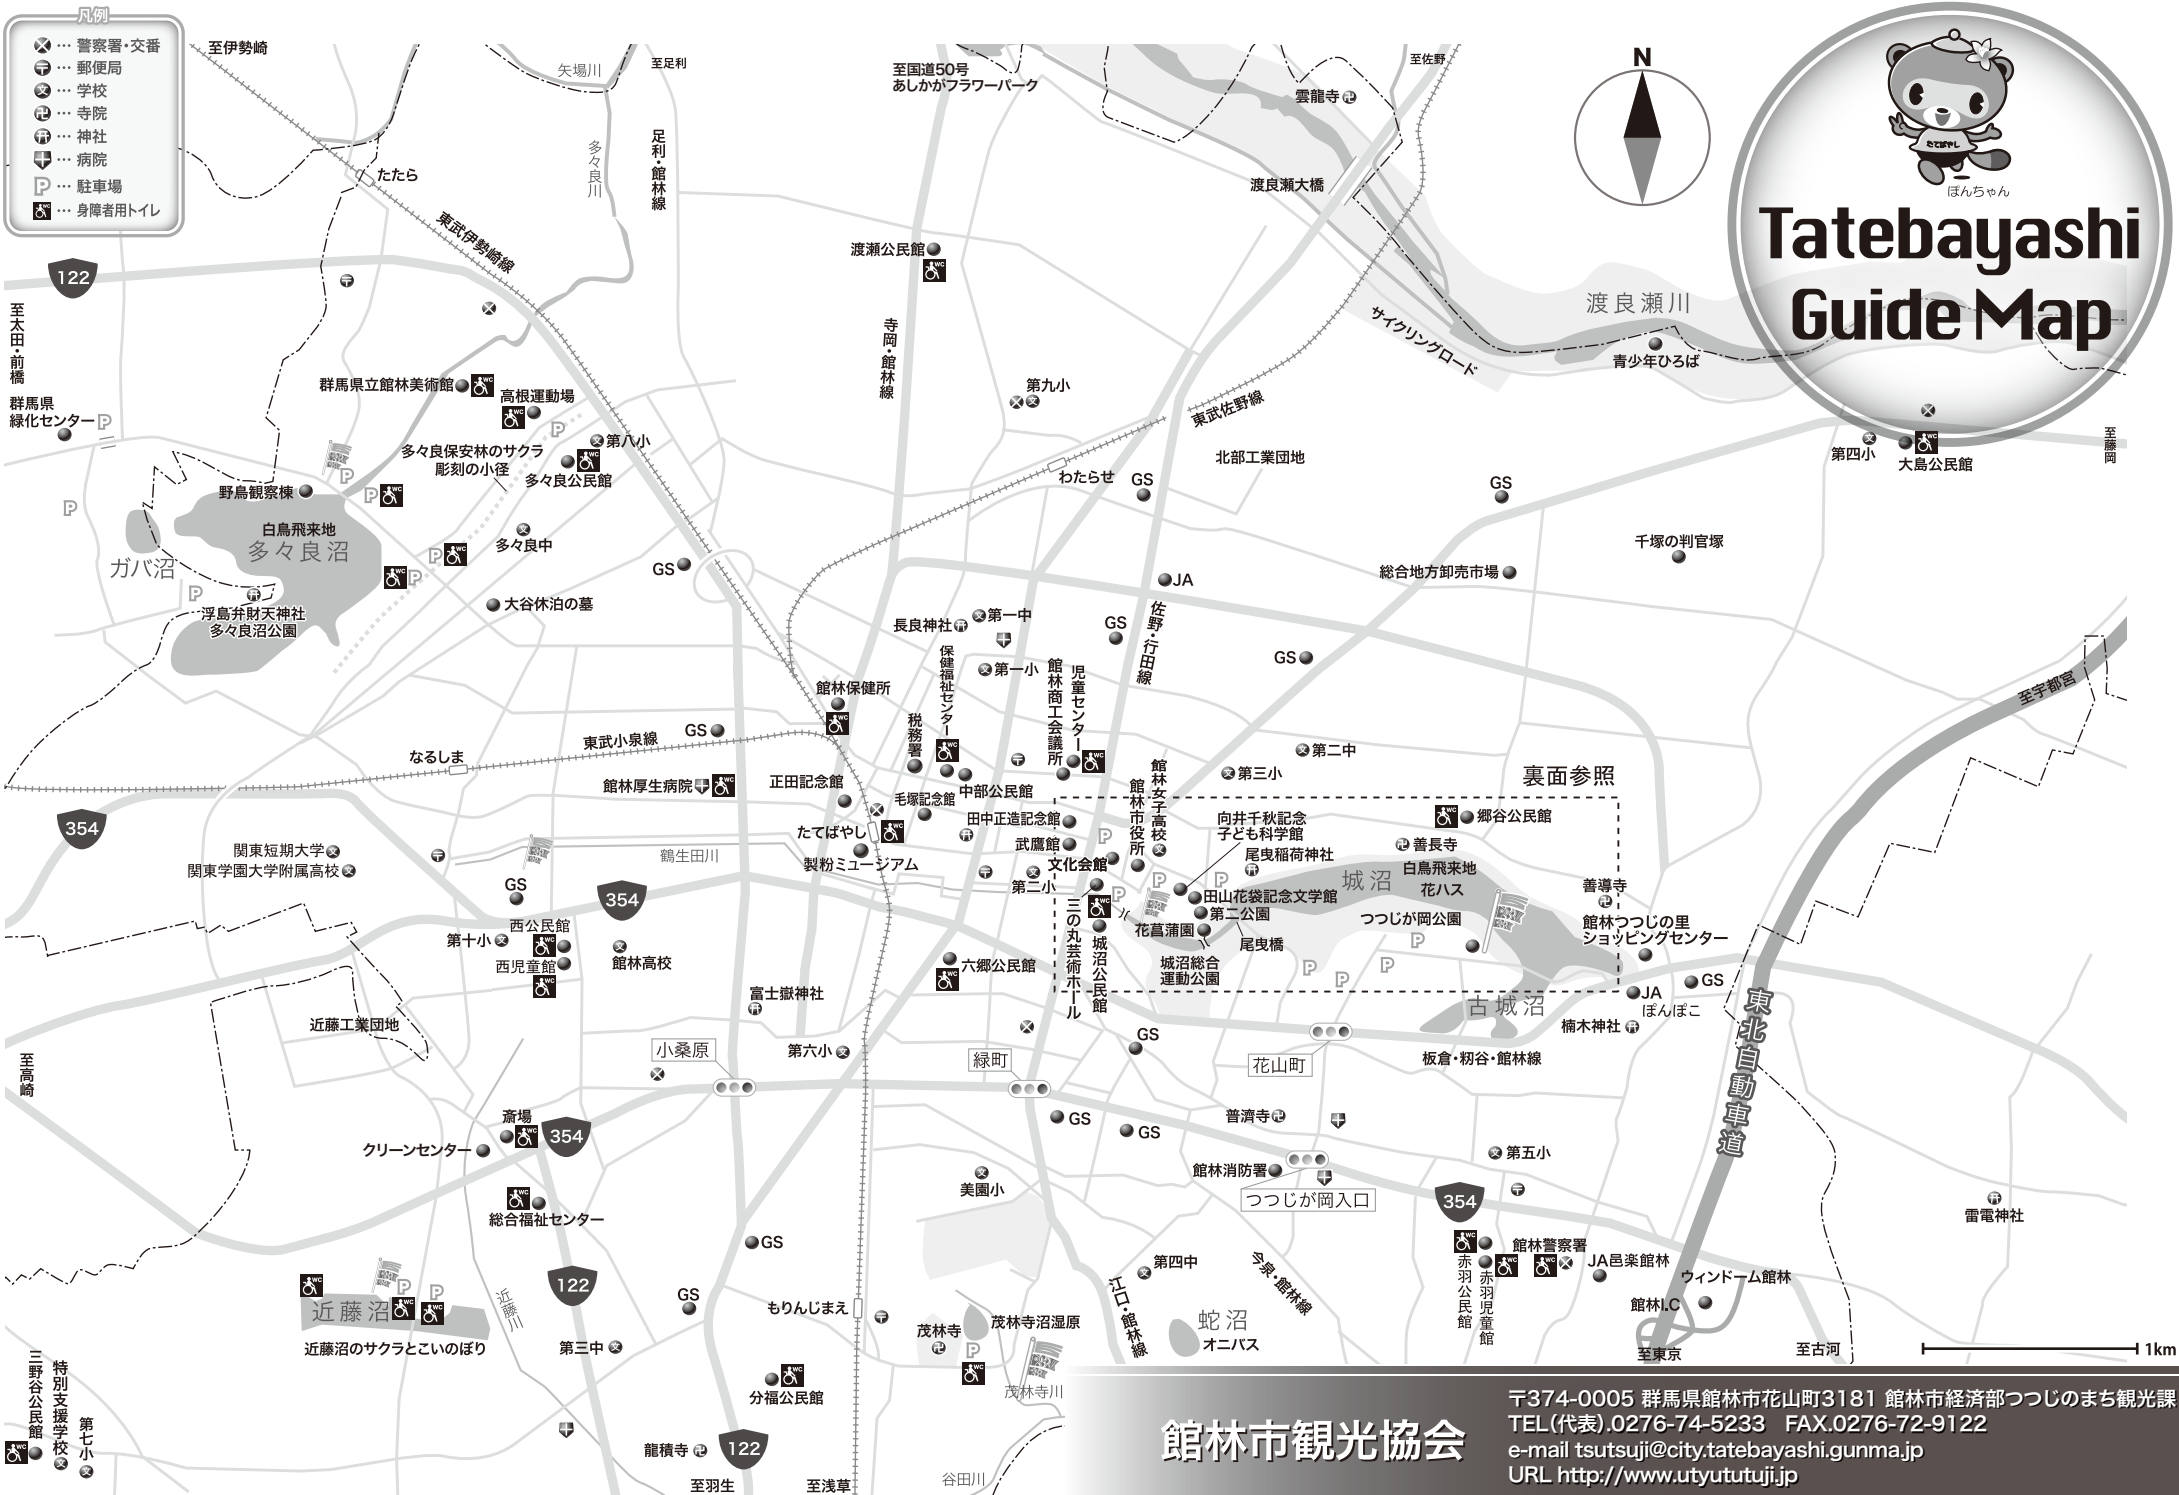 凡例
… 警察署・交番
… 郵便局
… 学校
… 寺院
… 神社
… 病院
P … 駐車場
WC … 身障者用トイレ
N
たてばやし
ぽんちゃん
Tatebayashi
Guide Map
至伊勢崎
矢場川
至足利
至国道50号
あしかがフラワーパーク
至佐野
雲龍寺
多々良川
足利・館林線
たたら
東武伊勢崎線
渡良瀬大橋
渡瀬公民館
122
至太田・前橋
寺岡・館林線
サイクリングロード
渡良瀬川
青少年ひろば
群馬県立館林美術館
高根運動場
第九小
東武佐野線
群馬県
緑化センター
第八小
多々良保安林のサクラ
彫刻の小径
多々良公民館
わたらせ
北部工業団地
GS
GS
第四小
大島公民館
至藤岡
野鳥観察棟
白鳥飛来地
多々良沼
ガバ沼
多々良中
GS
JA
総合地方卸売市場
千塚の判官塚
浮島弁財天神社
多々良沼公園
大谷休泊の墓
長良神社
第一中
GS
佐野・行田線
GS
至宇都宮
保健福祉センター
第一小
館林商工会議所
児童センター
館林保健所
税務署
GS
東武小泉線
なるしま
第二中
第三小
裏面参照
館林厚生病院
正田記念館
毛塚記念館
中部公民館
館林市役所
館林女子高校
354
たてばやし
製粉ミュージアム
田中正造記念館
武鷹館
文化会館
向井千秋記念
子ども科学館
尾曳稲荷神社
郷谷公民館
善長寺
白鳥飛来地
花ハス
城沼
関東短期大学
関東学園大学附属高校
鶴生田川
第二小
GS
354
田山花袋記念文学館
第二公園
つつじが岡公園
善導寺
館林つつじの里
ショッピングセンター
西公民館
第十小
西児童館
館林高校
六郷公民館
三の丸芸術ホール
城沼公民館
花菖蒲園
尾曳橋
城沼総合
運動公園
GS
JA
ぽんぽこ
富士嶽神社
近藤工業団地
古城沼
楠木神社
東北自動車道
至高崎
小桑原
第六小
緑町
GS
花山町
板倉・籾谷・館林線
斎場
354
クリーンセンター
GS
GS
普濟寺
第五小
美園小
館林消防署
つつじが岡入口
354
総合福祉センター
雷電神社
GS
第四中
今泉・館林線
赤羽公民館
赤羽児童館
館林警察署
JA邑楽館林
ウィンドーム館林
122
近藤沼
近藤川
GS
もりんじまえ
江口・館林線
蛇沼
オニバス
館林I.C
茂林寺
茂林寺沼湿原
近藤沼のサクラとこいのぼり
第三中
至東京
至古河
1km
三野谷公民館
特別支援学校
第七小
分福公民館
茂林寺川
龍積寺
122
至羽生
至浅草
谷田川
館林市観光協会
〒374-0005 群馬県館林市花山町3181 館林市経済部つつじのまち観光課
TEL(代表).0276-74-5233 FAX.0276-72-9122
e-mail tsutsuji@city.tatebayashi.gunma.jp
URL http://www.utyututuji.jp